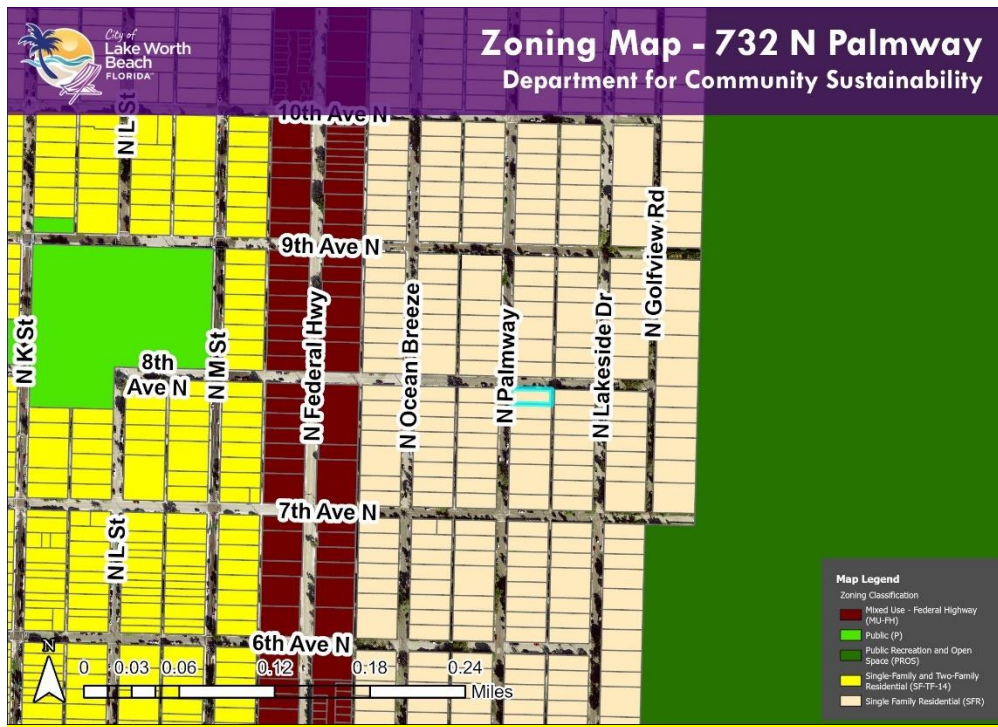 City of
Lake Worth
Beach
FLORIDA
Zoning Map - 732 N Palmway
Department for Community Sustainability
10th Ave N
N L St
9th Ave N
N Golfview Rd
N K St
N M St
N Federal Hwy
N Ocean Breeze
N Palmway
N Lakeside Dr
8th
Ave N
7th Ave N
N L St
6th Ave N
N
0 0.03 0.06 0.12 0.18 0.24
Miles
Map Legend
Zoning Classification
Mixed Use - Federal Highway
(MU-FH)
Public (P)
Public Recreation and Open
Space (PROS)
Single-Family and Two-Family
Residential (SF-TF-14)
Single Family Residential (SFR)